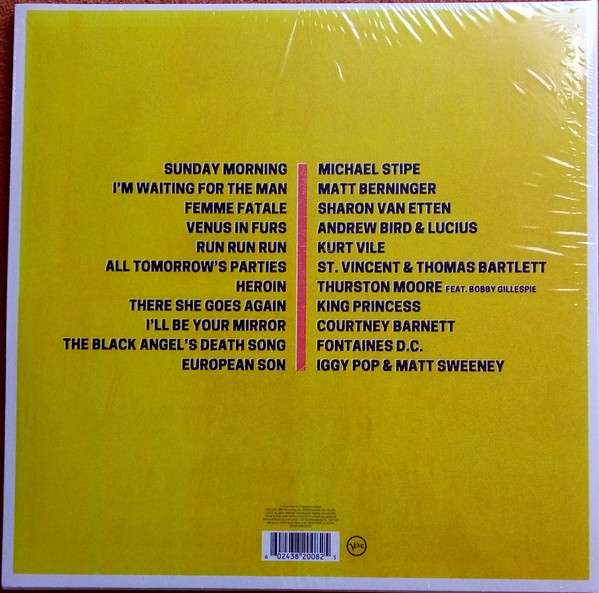 SUNDAY MORNING MICHAEL STIPE
I'M WAITING FOR THE MAN MATT BERNINGER
FEMME FATALE SHARON VAN ETTEN
VENUS IN FURS ANDREW BIRD & LUCIUS
RUN RUN RUN KURT VILE
ALL TOMORROW'S PARTIES ST. VINCENT & THOMAS BARTLETT
HEROIN THURSTON MOORE FEAT. BOBBY GILLESPIE
THERE SHE GOES AGAIN KING PRINCESS
I'LL BE YOUR MIRROR COURTNEY BARNETT
THE BLACK ANGEL'S DEATH SONG FONTAINES D.C.
EUROPEAN SON IGGY POP & MATT SWEENEY
02438 20082
Verve